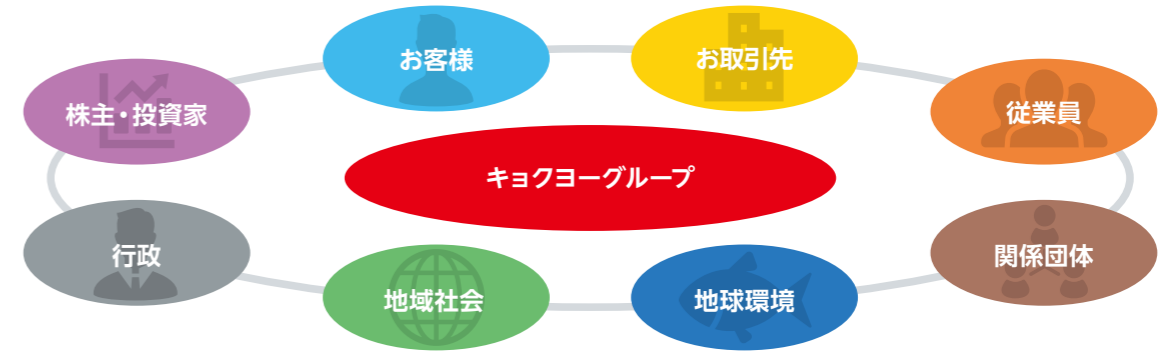 お客様
お取引先
株主・投資家
従業員
キョクヨーグループ
行政
関係団体
地域社会
地球環境